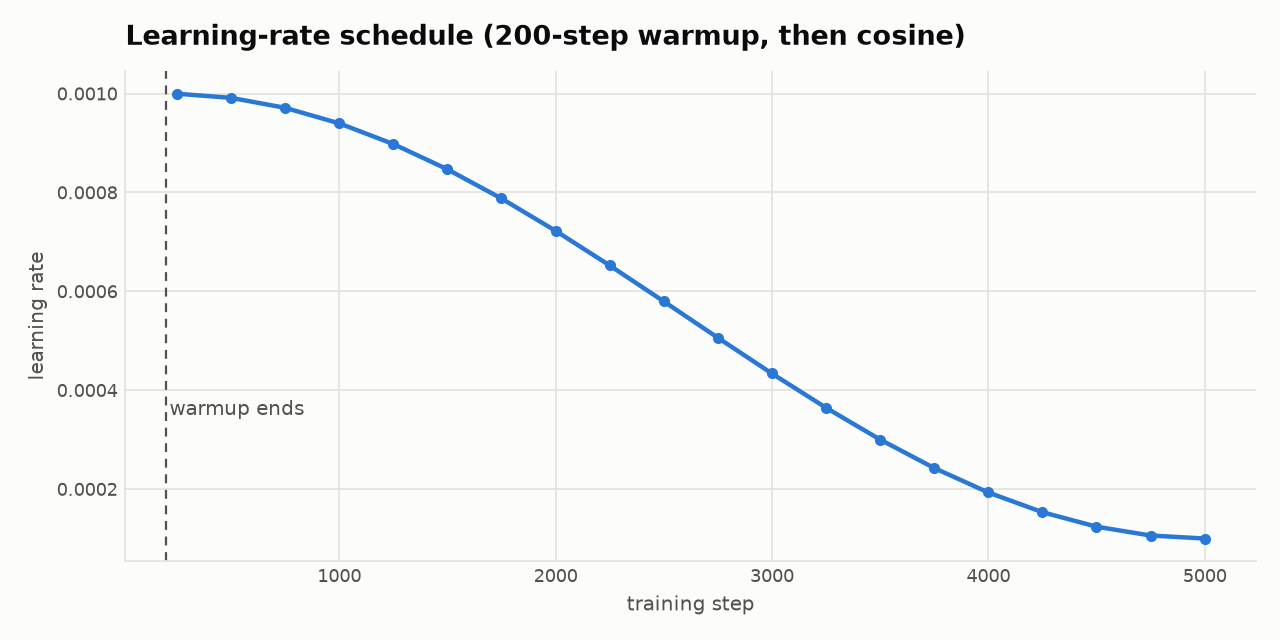 Learning-rate schedule (200-step warmup, then cosine)
0.0010
0.0008
0.0006
0.0004
0.0002
learning rate
warmup ends
1000 2000 3000 4000 5000
training step